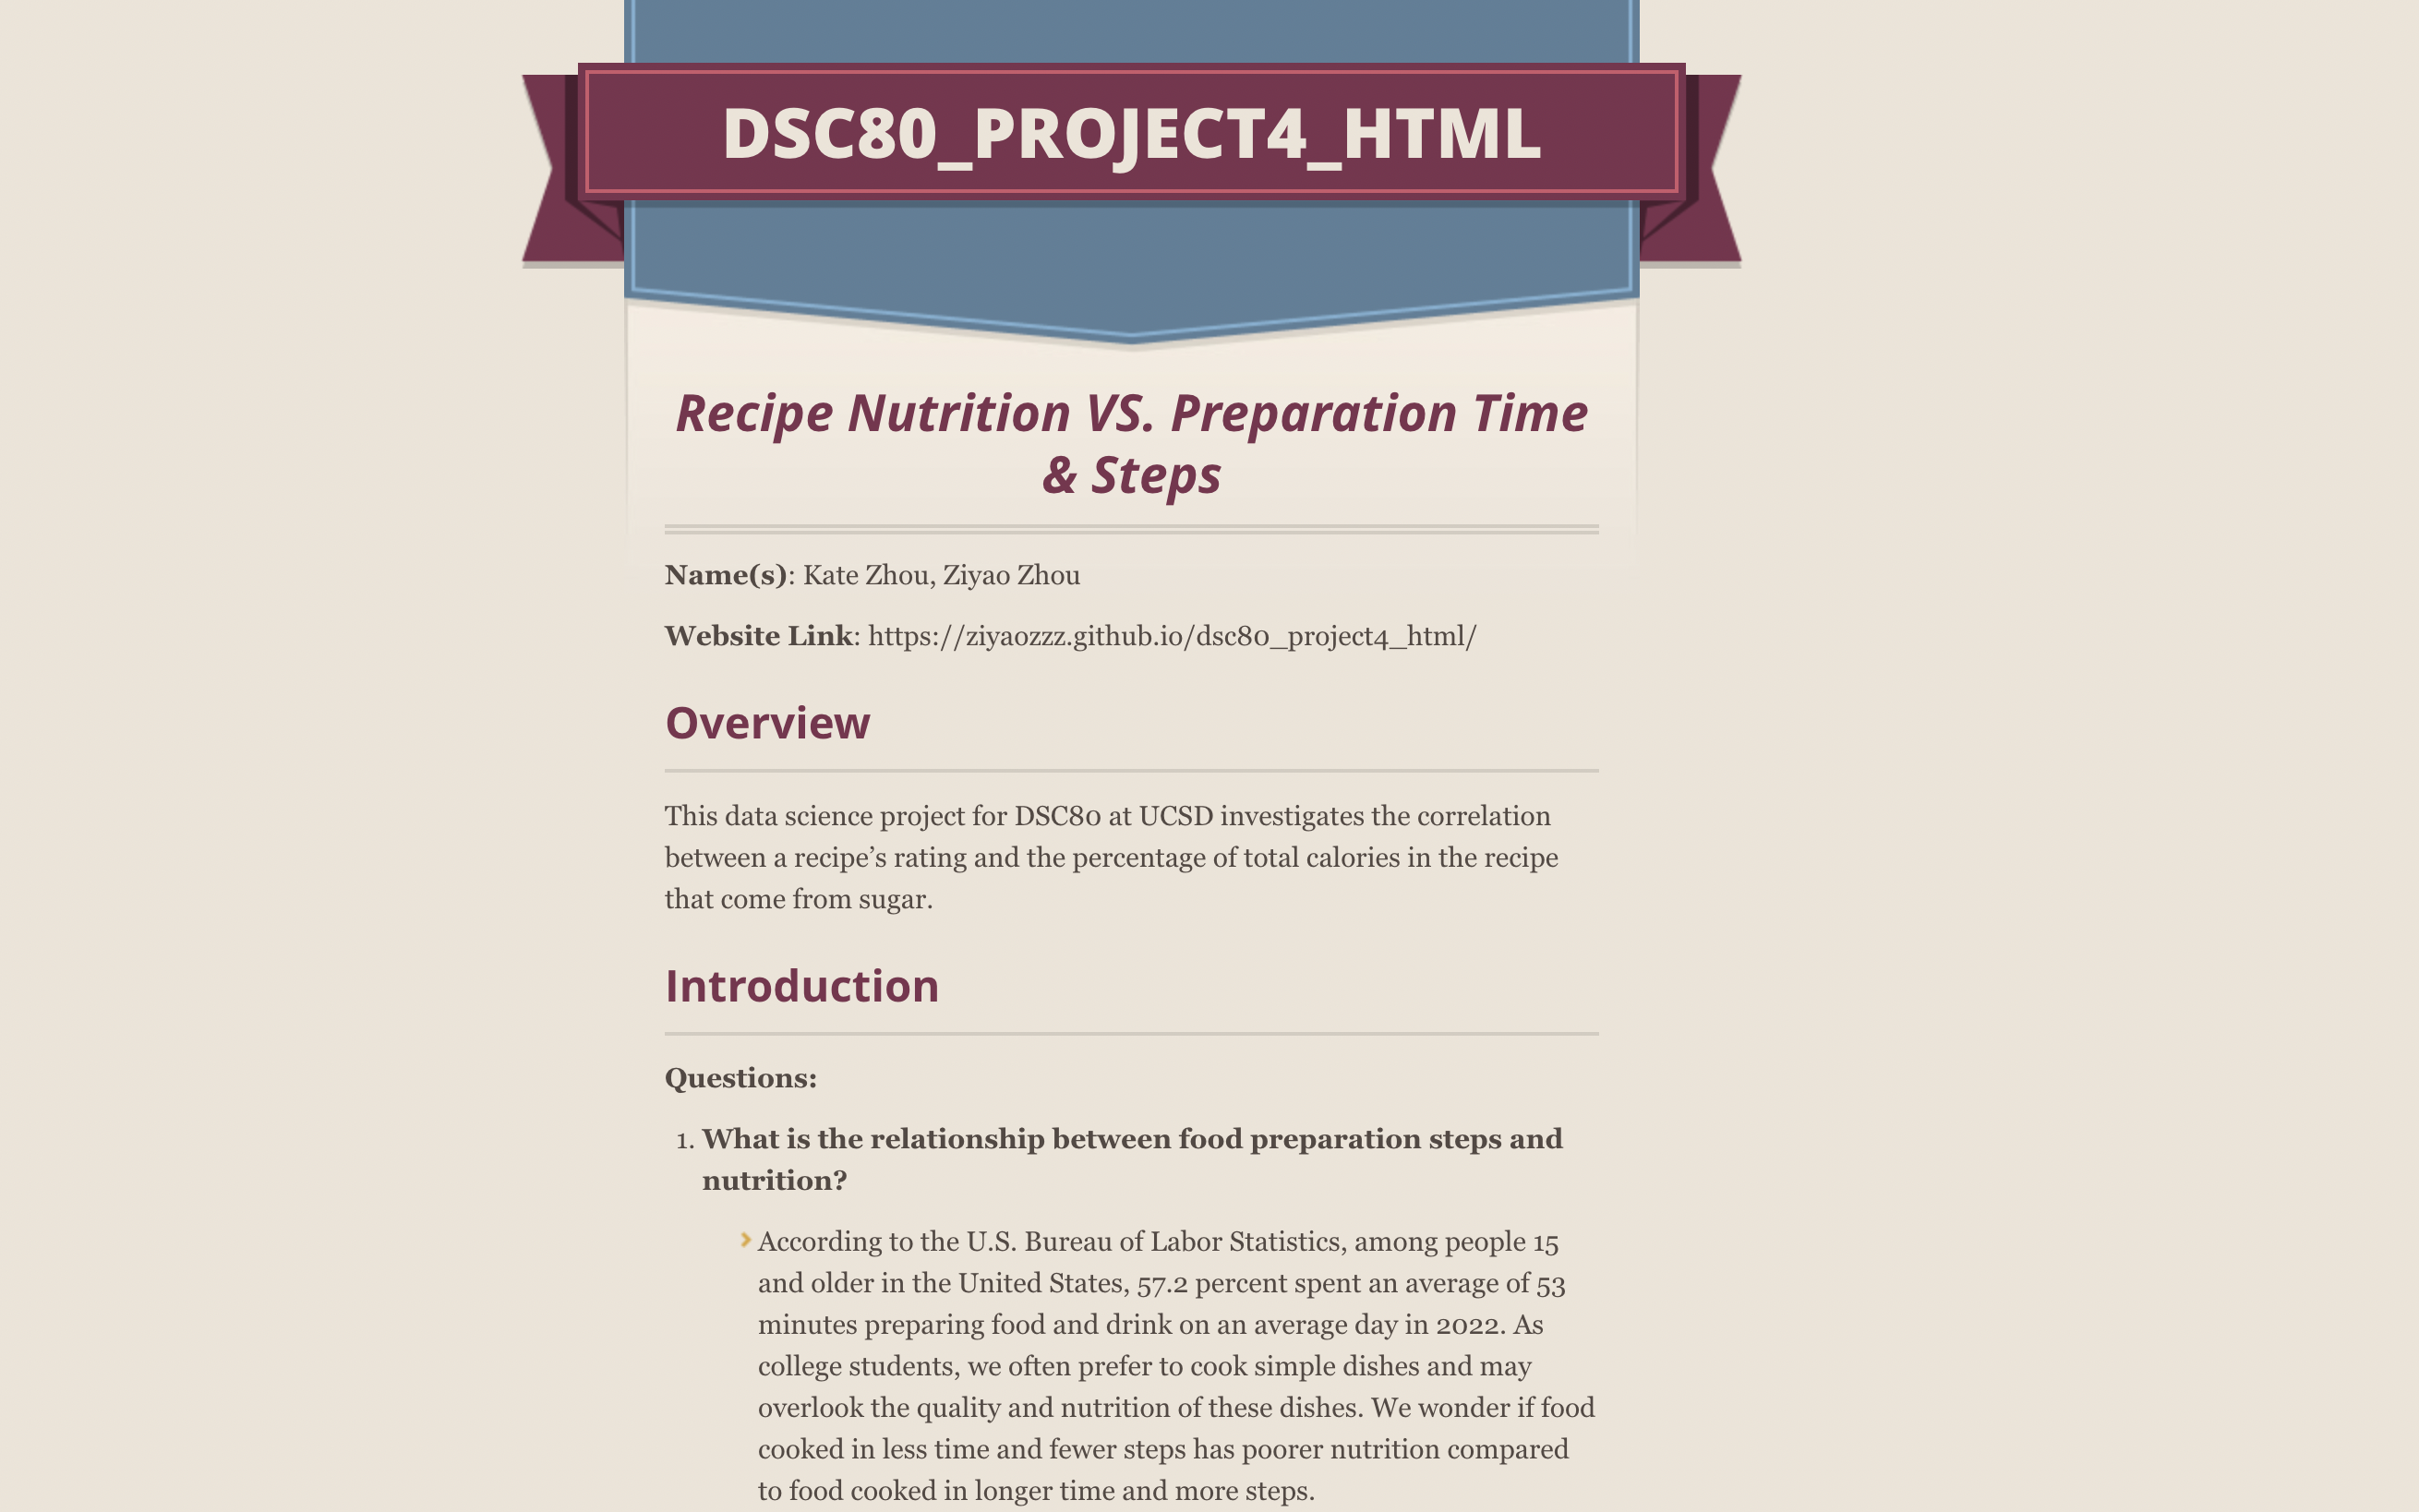 DSC80_PROJECT4_HTML
Recipe Nutrition VS. Preparation Time
& Steps
Name(s): Kate Zhou, Ziyao Zhou
Website Link: https://ziyaozzz.github.io/dsc80_project4_html/
Overview
This data science project for DSC80 at UCSD investigates the correlation
between a recipe’s rating and the percentage of total calories in the recipe
that come from sugar.
Introduction
Questions:
1. What is the relationship between food preparation steps and
nutrition?
According to the U.S. Bureau of Labor Statistics, among people 15
and older in the United States, 57.2 percent spent an average of 53
minutes preparing food and drink on an average day in 2022. As
college students, we often prefer to cook simple dishes and may
overlook the quality and nutrition of these dishes. We wonder if food
cooked in less time and fewer steps has poorer nutrition compared
to food cooked in longer time and more steps.